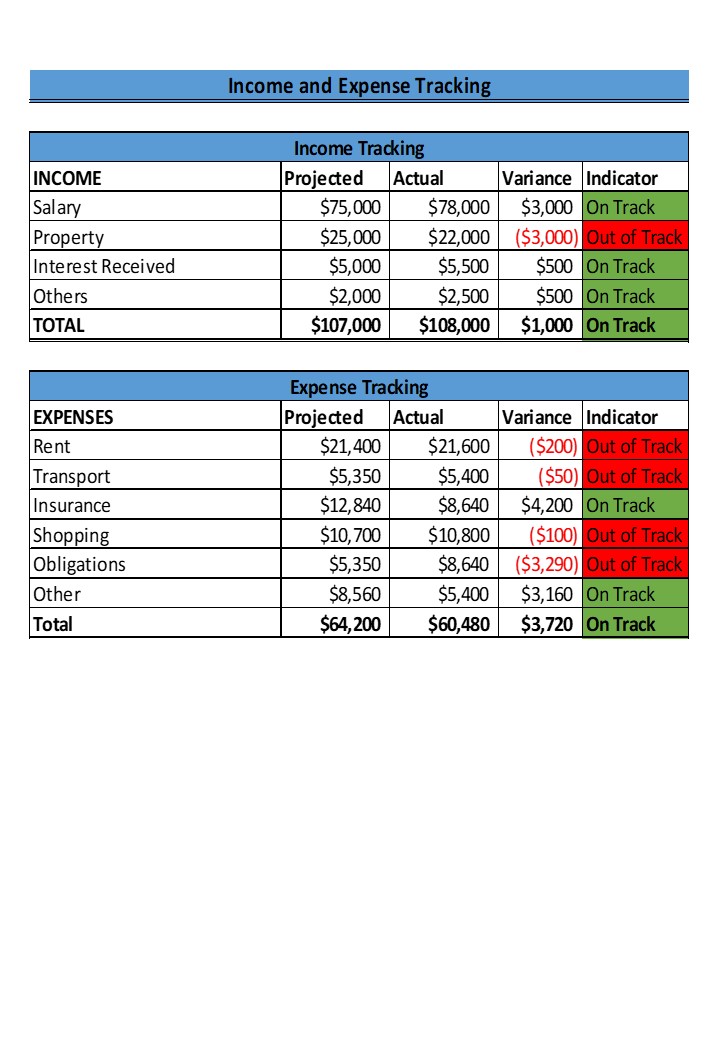 Income and Expense Tracking
Income Tracking
INCOME Projected Actual Variance Indicator
Salary $75,000 $78,000 $3,000 On Track
Property $25,000 $22,000 ($3,000) Out of Track
Interest Received $5,000 $5,500 $500 On Track
Others $2,000 $2,500 $500 On Track
TOTAL $107,000 $108,000 $1,000 On Track
Expense Tracking
EXPENSES Projected Actual Variance Indicator
Rent $21,400 $21,600 ($200) Out of Track
Transport $5,350 $5,400 ($50) Out of Track
Insurance $12,840 $8,640 $4,200 On Track
Shopping $10,700 $10,800 ($100) Out of Track
Obligations $5,350 $8,640 ($3,290) Out of Track
Other $8,560 $5,400 $3,160 On Track
Total $64,200 $60,480 $3,720 On Track